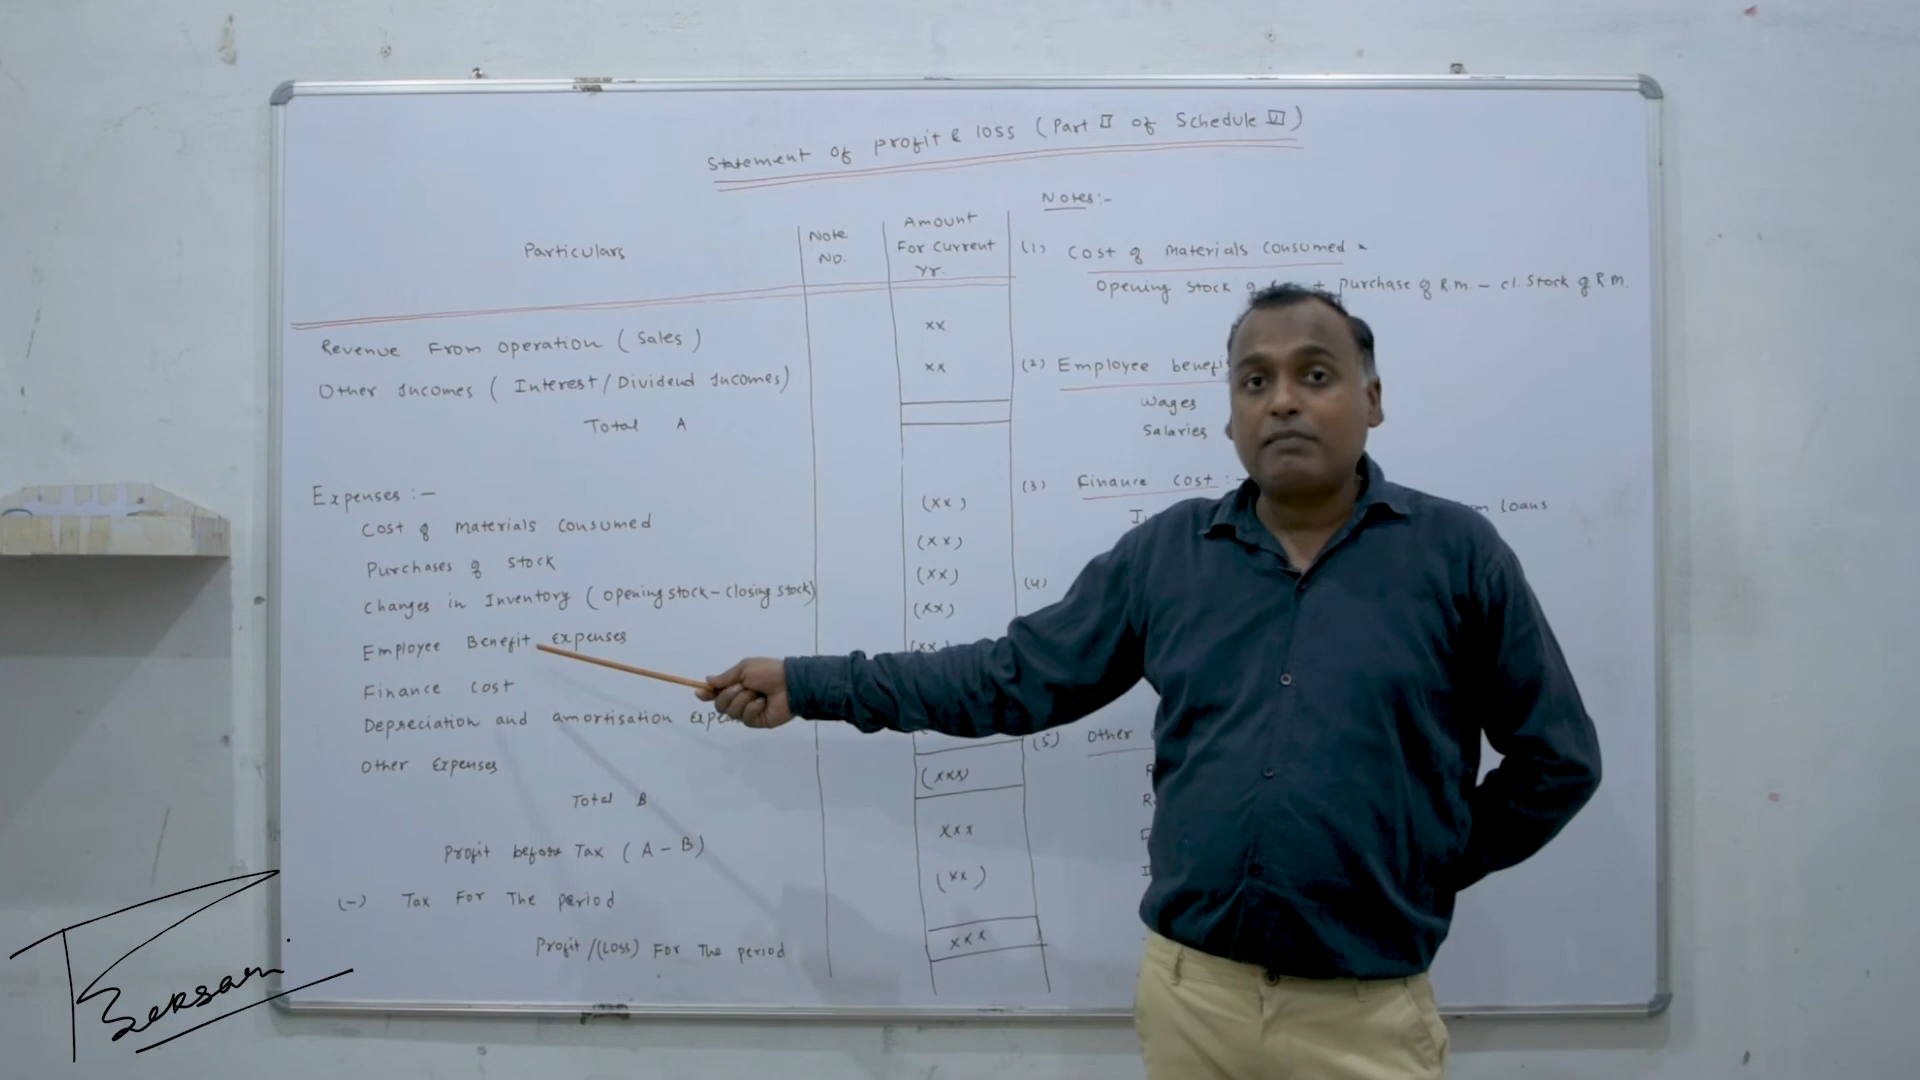 Statement of profit & loss (Part II of Schedule VI)
Particulars
Note No.
Amount For Current Yr.
Revenue From operation (Sales)
xx
Other Incomes ( Interest/Dividend Incomes)
xx
Total A
Expenses :-
(xx)
Cost of Materials Consumed
(xx)
Purchases of stock
(xx)
Changes in Inventory (opening stock-closing stock)
(xx)
Employee Benefit Expenses
(xx
Finance cost
Depreciation and amortisation
Other Expenses
(xxx)
Total B
Profit before Tax (A-B)
xxx
(-) Tax For The period
(xx)
Profit/(Loss) For The period
xxx
Notes:-
(1) Cost of Materials Consumed -
Opening Stock of + purchase of R.m. - cl. Stock of R.m.
(2) Employee
Wages
Salaries
(3) Finance cost :-
loans
(4)
(5) Other